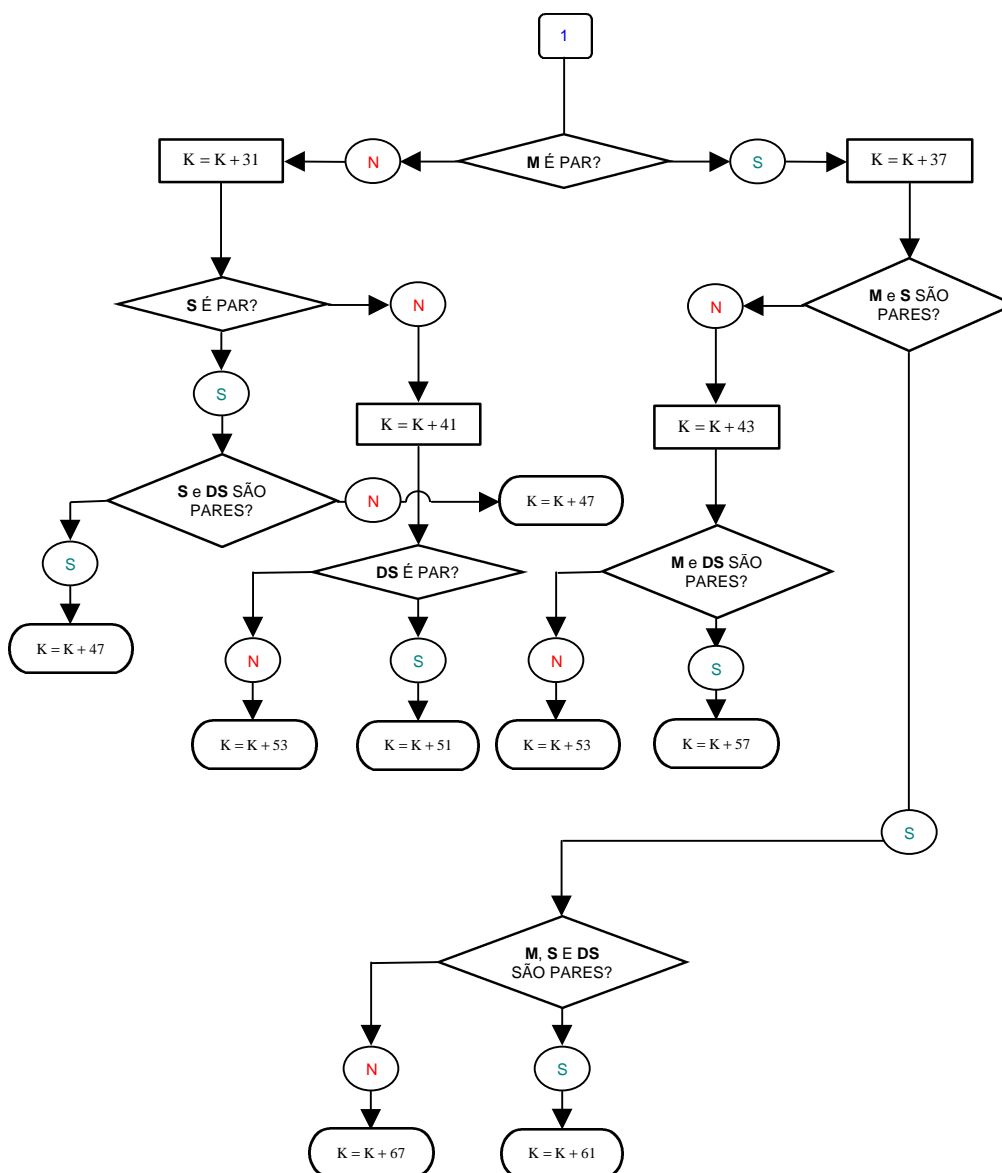 1
K = K + 31
N
M É PAR?
S
K = K + 37
S É PAR?
N
N
M e S SÃO
PARES?
S
K = K + 41
K = K + 43
S e DS SÃO
PARES?
N
K = K + 47
S
DS É PAR?
M e DS SÃO
PARES?
K = K + 47
N
S
N
S
K = K + 53
K = K + 51
K = K + 53
K = K + 57
S
M, S E DS
SÃO PARES?
N
S
K = K + 67
K = K + 61